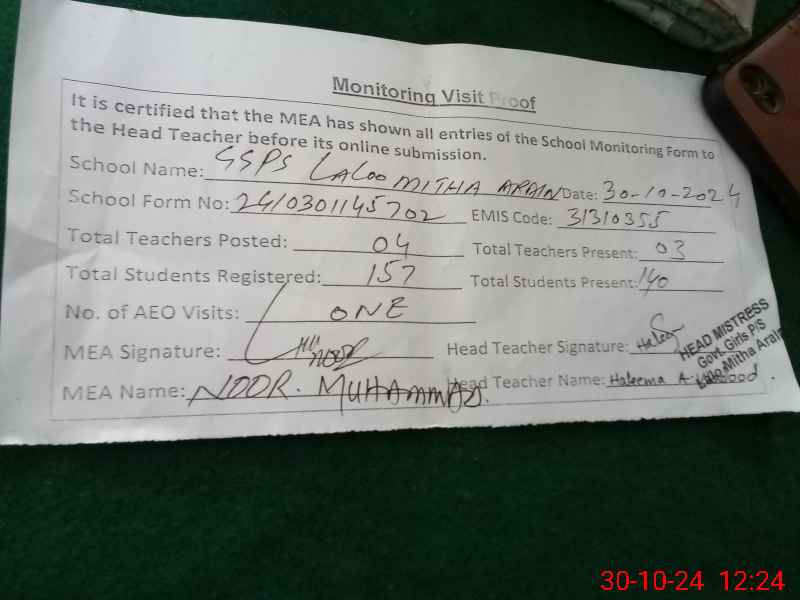 Monitoring Visit Proof
It is certified that the MEA has shown all entries of the School Monitoring Form to
the Head Teacher before its online submission.
School Name: GGPS LALOO MITHA ARAIN Date: 30-10-2024
School Form No: 2410301145702 EMIS Code: 31310355
Total Teachers Posted: 04 Total Teachers Present: 03
Total Students Registered: 157 Total Students Present: 140
No. of AEO Visits: ONE
MEA Signature: NOOR Head Teacher Signature:
MEA Name: NOOR. MUHAMMAD. Head Teacher Name: Haleema
HEAD MISTRESS
Govt. Girls P/S
Laloo Mitha Arain
30-10-24 12:24